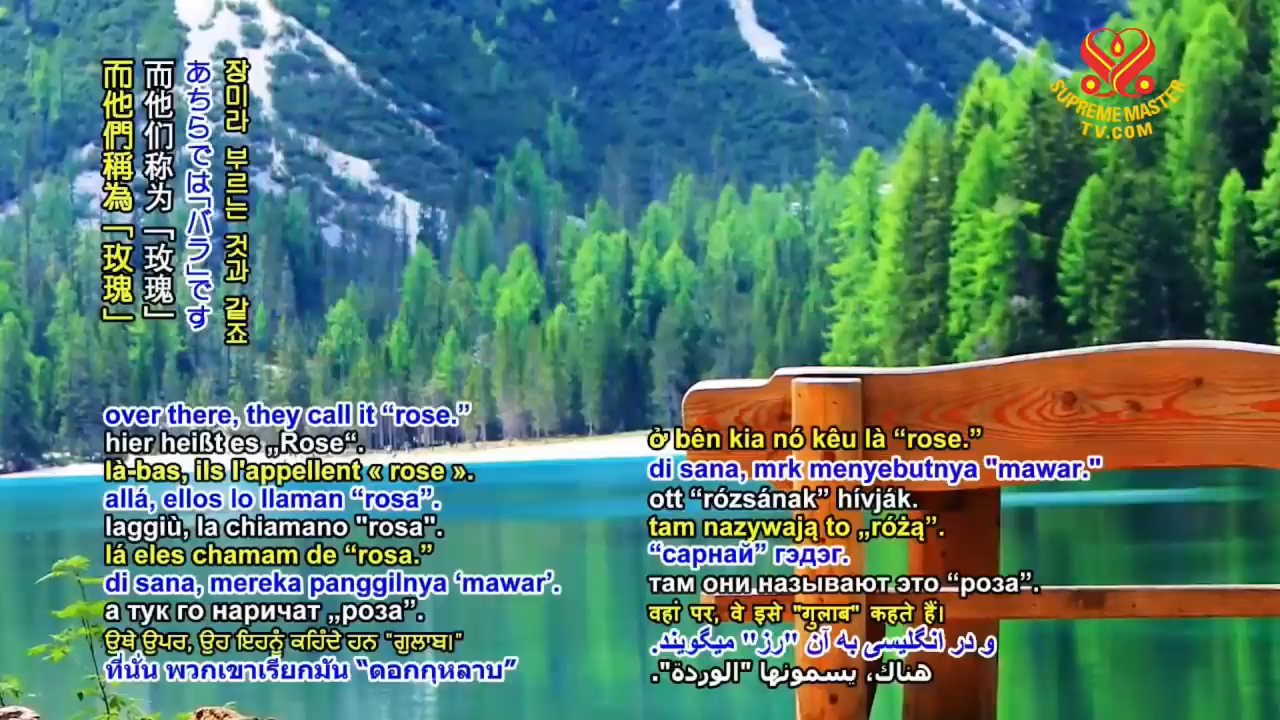 而他們稱為「玫瑰」
而他们称为「玫瑰」
あちらでは「バラ」です
장미라 부르는 것과 같죠
SUPREME MASTER
TV.COM
over there, they call it “rose.”
hier heißt es „Rose“.
là-bas, ils l'appellent « rose ».
allá, ellos lo llaman “rosa”.
laggiù, la chiamano "rosa".
lá eles chamam de “rosa.”
di sana, mereka panggilnya ‘mawar’.
а тук го наричат „роза”.
ਉਥੇ ਉਪਰ, ਉਹ ਇਹਨੂੰ ਕਹਿੰਦੇ ਹਨ "ਗੁਲਾਬ।"
ที่นั่น พวกเขาเรียกมัน “ดอกกุหลาบ”
ở bên kia nó kêu là “rose.”
di sana, mrk menyebutnya "mawar."
ott “rózsának” hívják.
tam nazywają to „różą”.
“сарнай” гэдэг.
там они называют это “роза”.
वहां पर, वे इसे "गुलाब" कहते हैं।
و در انگلیسی به آن "رز" میگویند.
هناك، يسمونها "الوردة".